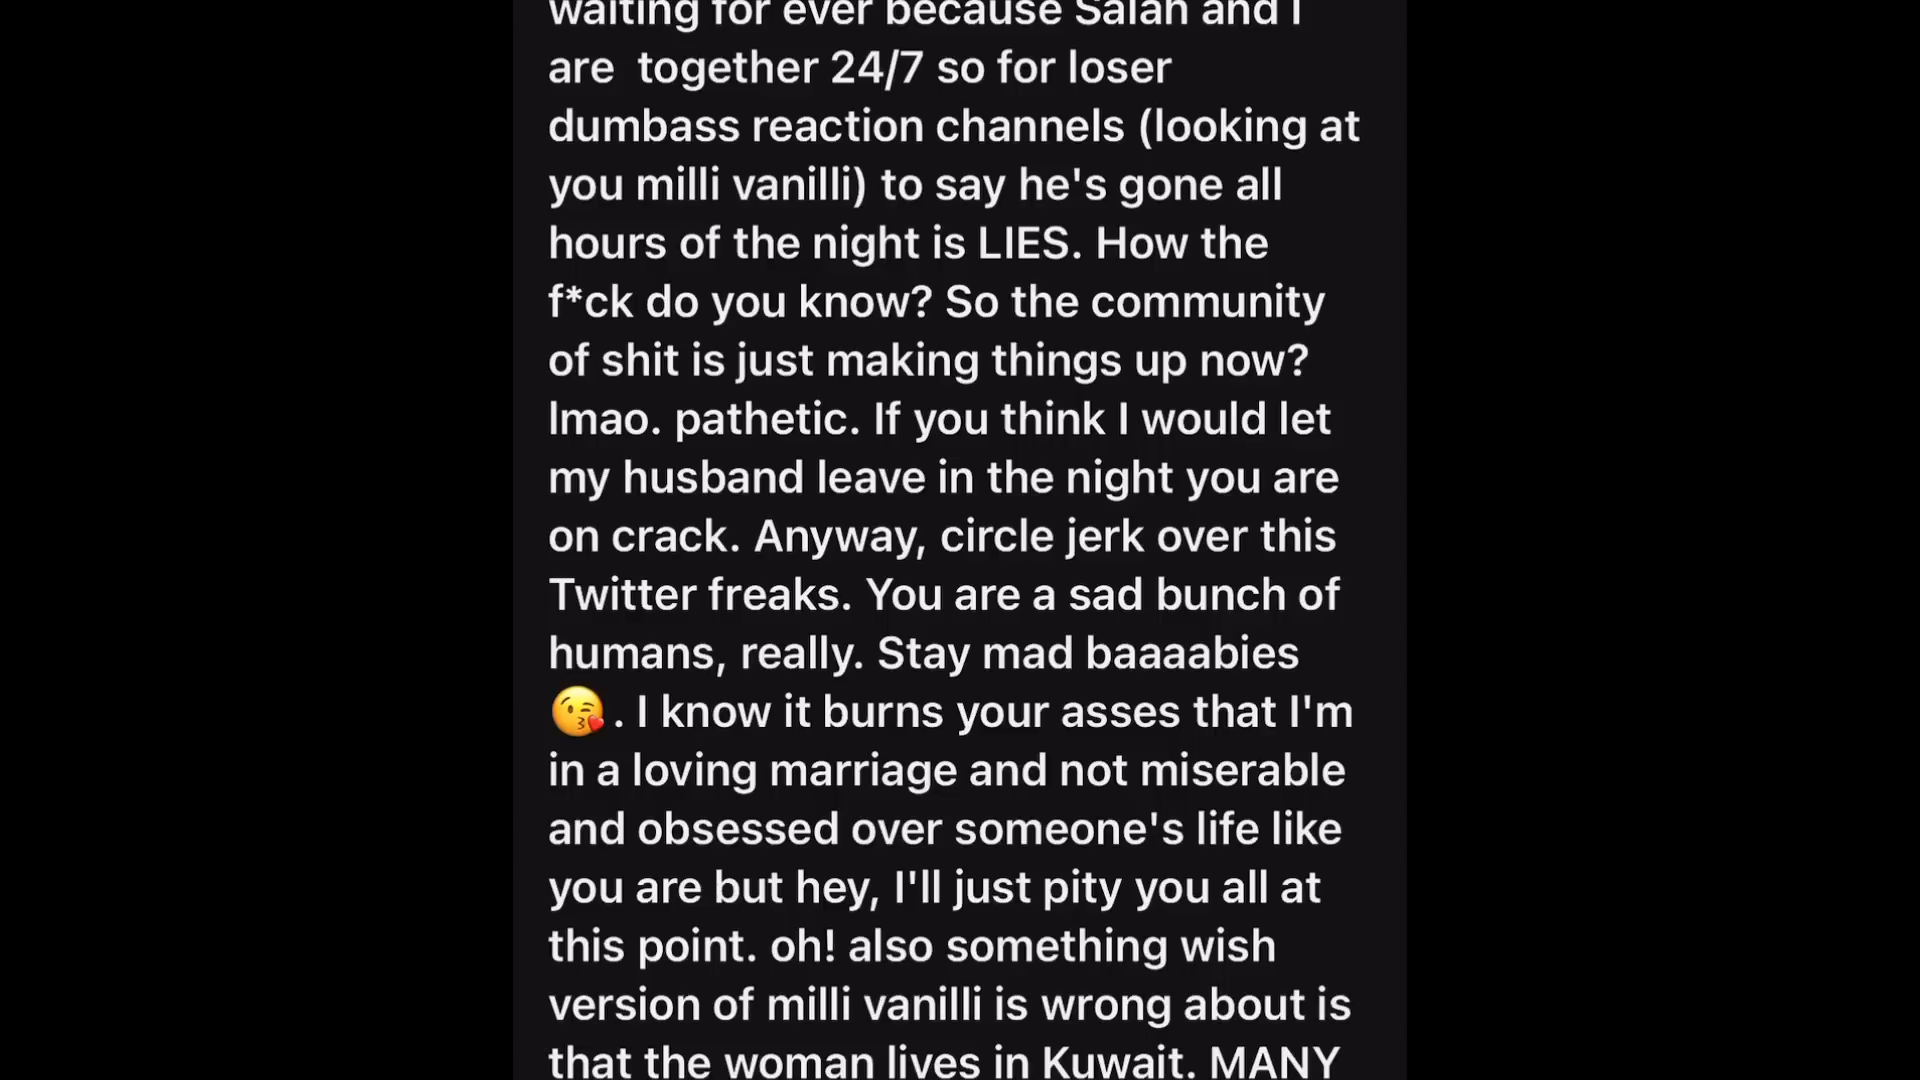 waiting for ever because Salah and I
are  together 24/7 so for loser
dumbass reaction channels (looking at
you milli vanilli) to say he's gone all
hours of the night is LIES. How the
f*ck do you know? So the community
of shit is just making things up now?
lmao. pathetic. If you think I would let
my husband leave in the night you are
on crack. Anyway, circle jerk over this
Twitter freaks. You are a sad bunch of
humans, really. Stay mad baaaabies
😘 . I know it burns your asses that I'm
in a loving marriage and not miserable
and obsessed over someone's life like
you are but hey, I'll just pity you all at
this point. oh! also something wish
version of milli vanilli is wrong about is
that the woman lives in Kuwait. MANY